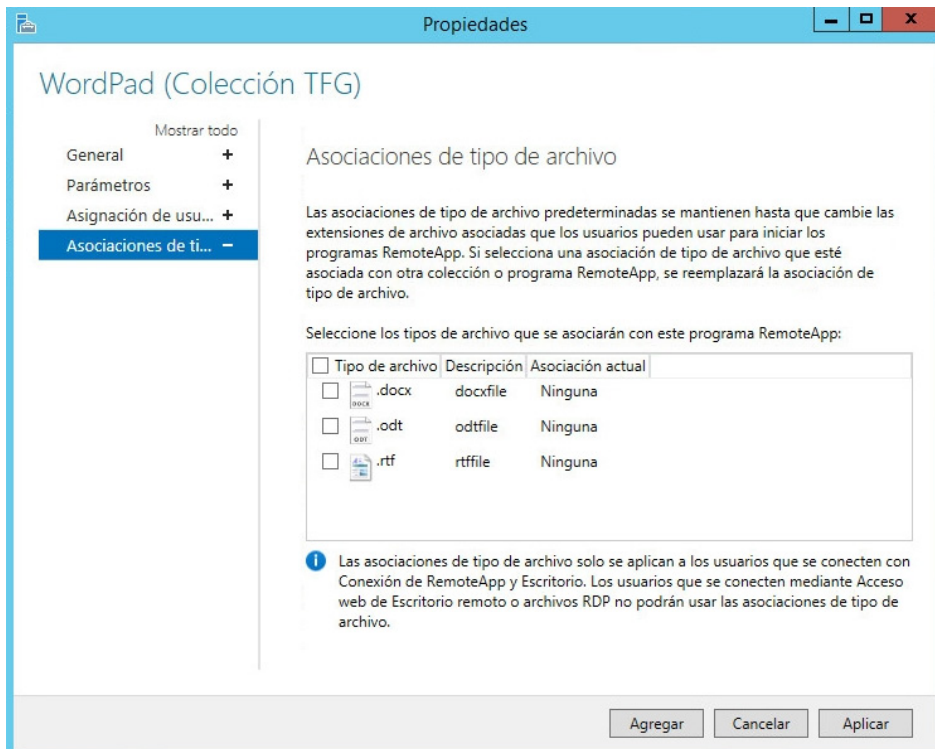 Propiedades
WordPad (Colección TFG)
Mostrar todo
General +
Parámetros +
Asignación de usu... +
Asociaciones de ti... –
Asociaciones de tipo de archivo
Las asociaciones de tipo de archivo predeterminadas se mantienen hasta que cambie las
extensiones de archivo asociadas que los usuarios pueden usar para iniciar los
programas RemoteApp. Si selecciona una asociación de tipo de archivo que esté
asociada con otra colección o programa RemoteApp, se reemplazará la asociación de
tipo de archivo.
Seleccione los tipos de archivo que se asociarán con este programa RemoteApp:
Tipo de archivo Descripción Asociación actual
DOCX .docx docxfile Ninguna
ODT .odt odtfile Ninguna
.rtf rtffile Ninguna
Las asociaciones de tipo de archivo solo se aplican a los usuarios que se conecten con
Conexión de RemoteApp y Escritorio. Los usuarios que se conecten mediante Acceso
web de Escritorio remoto o archivos RDP no podrán usar las asociaciones de tipo de
archivo.
Agregar Cancelar Aplicar